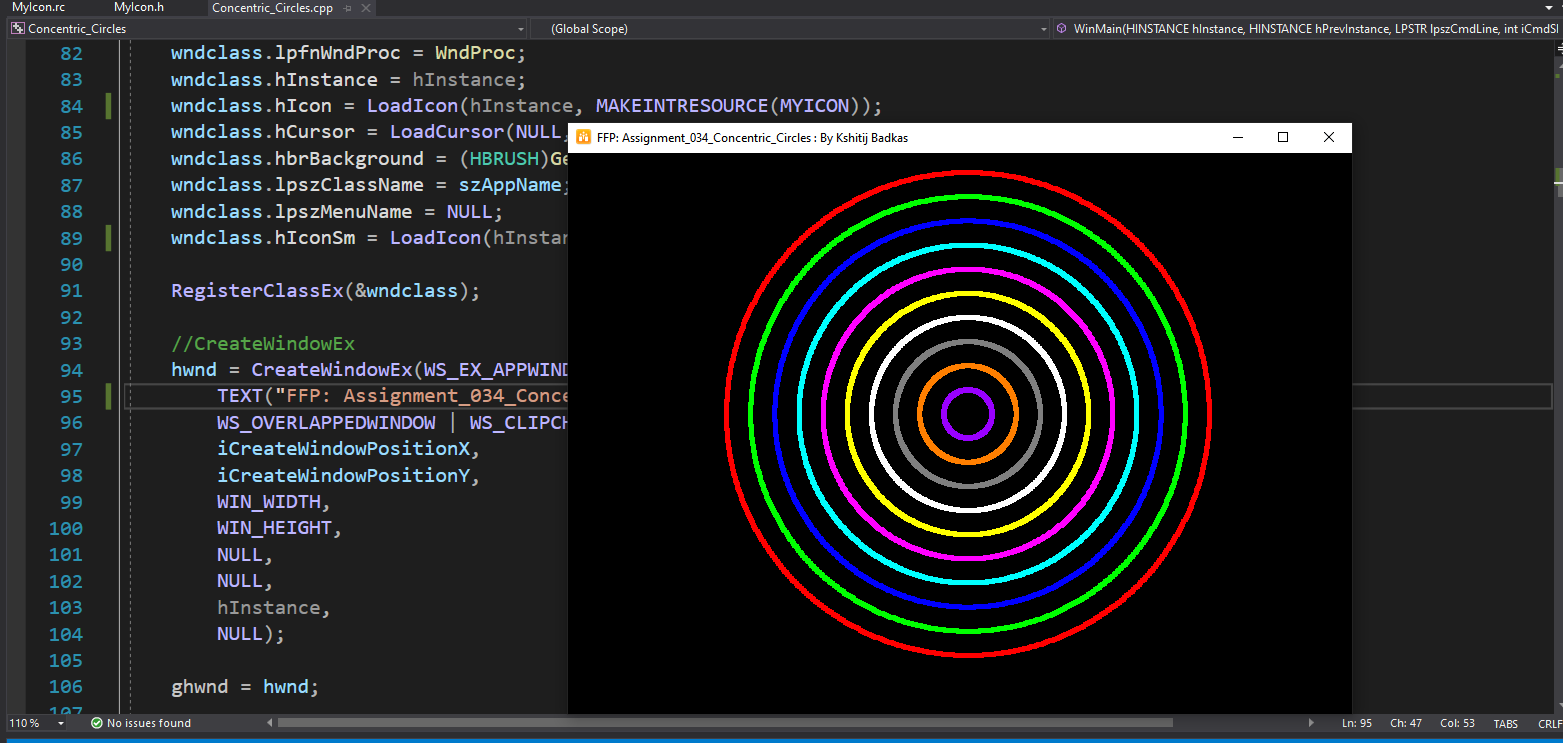 MyIcon.rc MyIcon.h Concentric_Circles.cpp
Concentric_Circles (Global Scope) WinMain(HINSTANCE hInstance, HINSTANCE hPrevInstance, LPSTR lpszCmdLine, int iCmdSl
82 wndclass.lpfnWndProc = WndProc;
83 wndclass.hInstance = hInstance;
84 wndclass.hIcon = LoadIcon(hInstance, MAKEINTRESOURCE(MYICON));
85 wndclass.hCursor = LoadCursor(NULL,
86 wndclass.hbrBackground = (HBRUSH)Ge
87 wndclass.lpszClassName = szAppName;
88 wndclass.lpszMenuName = NULL;
89 wndclass.hIconSm = LoadIcon(hInstan
90
91 RegisterClassEx(&wndclass);
92
93 //CreateWindowEx
94 hwnd = CreateWindowEx(WS_EX_APPWIND
95 TEXT("FFP: Assignment_034_Conce
96 WS_OVERLAPPEDWINDOW | WS_CLIPCH
97 iCreateWindowPositionX,
98 iCreateWindowPositionY,
99 WIN_WIDTH,
100 WIN_HEIGHT,
101 NULL,
102 NULL,
103 hInstance,
104 NULL);
105
106 ghwnd = hwnd;
107
FFP: Assignment_034_Concentric_Circles : By Kshitij Badkas
110 % No issues found Ln: 95 Ch: 47 Col: 53 TABS CRLF